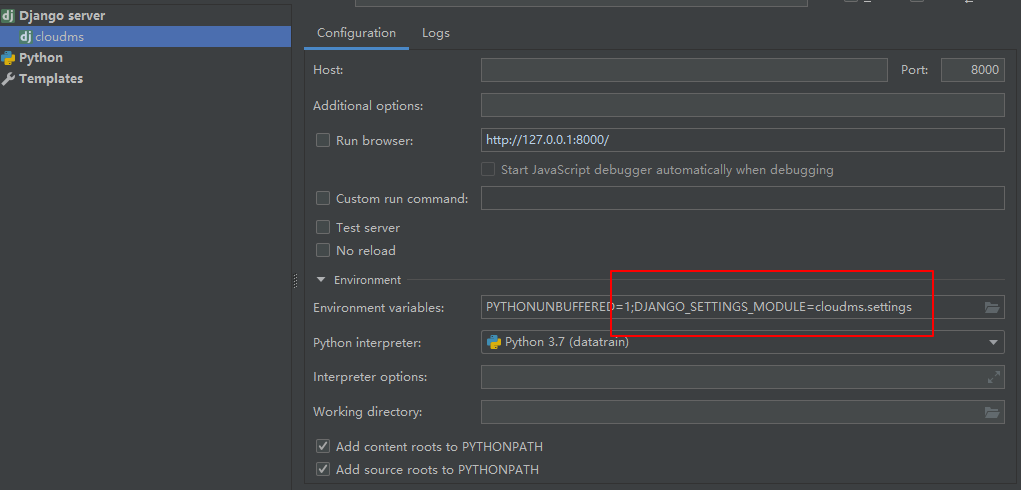 Django server
cloudms
Python
Templates
Configuration
Logs
Host:
Port:
8000
Additional options:
Run browser:
http://127.0.0.1:8000/
Start JavaScript debugger automatically when debugging
Custom run command:
Test server
No reload
Environment
Environment variables:
PYTHONUNBUFFERED=1;DJANGO_SETTINGS_MODULE=cloudms.settings
Python interpreter:
Python 3.7 (datatrain)
Interpreter options:
Working directory:
Add content roots to PYTHONPATH
Add source roots to PYTHONPATH